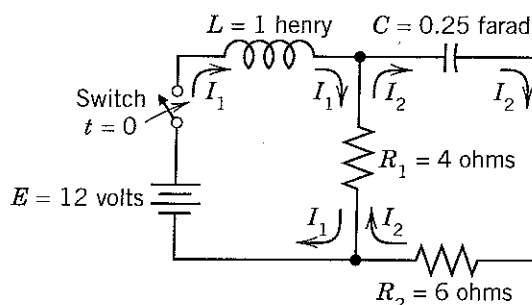 L = 1 henry
C = 0.25 farad
Switch
t = 0
I₁
I₁
I₂
I₂
R₁ = 4 ohms
E = 12 volts
I₁
I₂
R₂ = 6 ohms